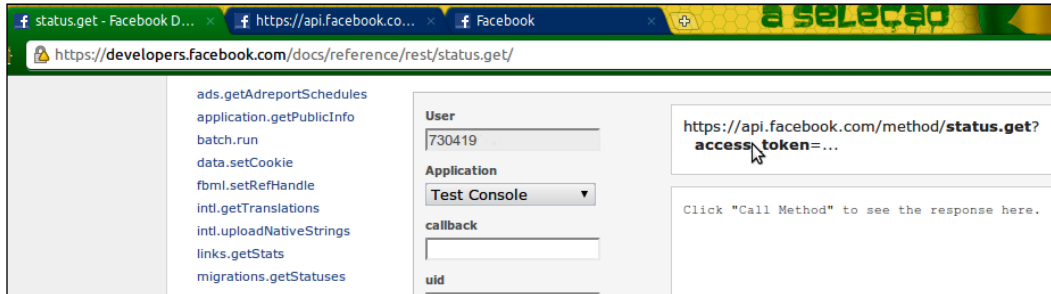 status.get - Facebook D...
https://api.facebook.co...
Facebook
a seleção
https://developers.facebook.com/docs/reference/rest/status.get/
ads.getAdreportSchedules
application.getPublicInfo
batch.run
data.setCookie
fbml.setRefHandle
intl.getTranslations
intl.uploadNativeStrings
links.getStats
migrations.getStatuses
User
730419
Application
Test Console
callback
uid
https://api.facebook.com/method/status.get?
access_token=...
Click "Call Method" to see the response here.